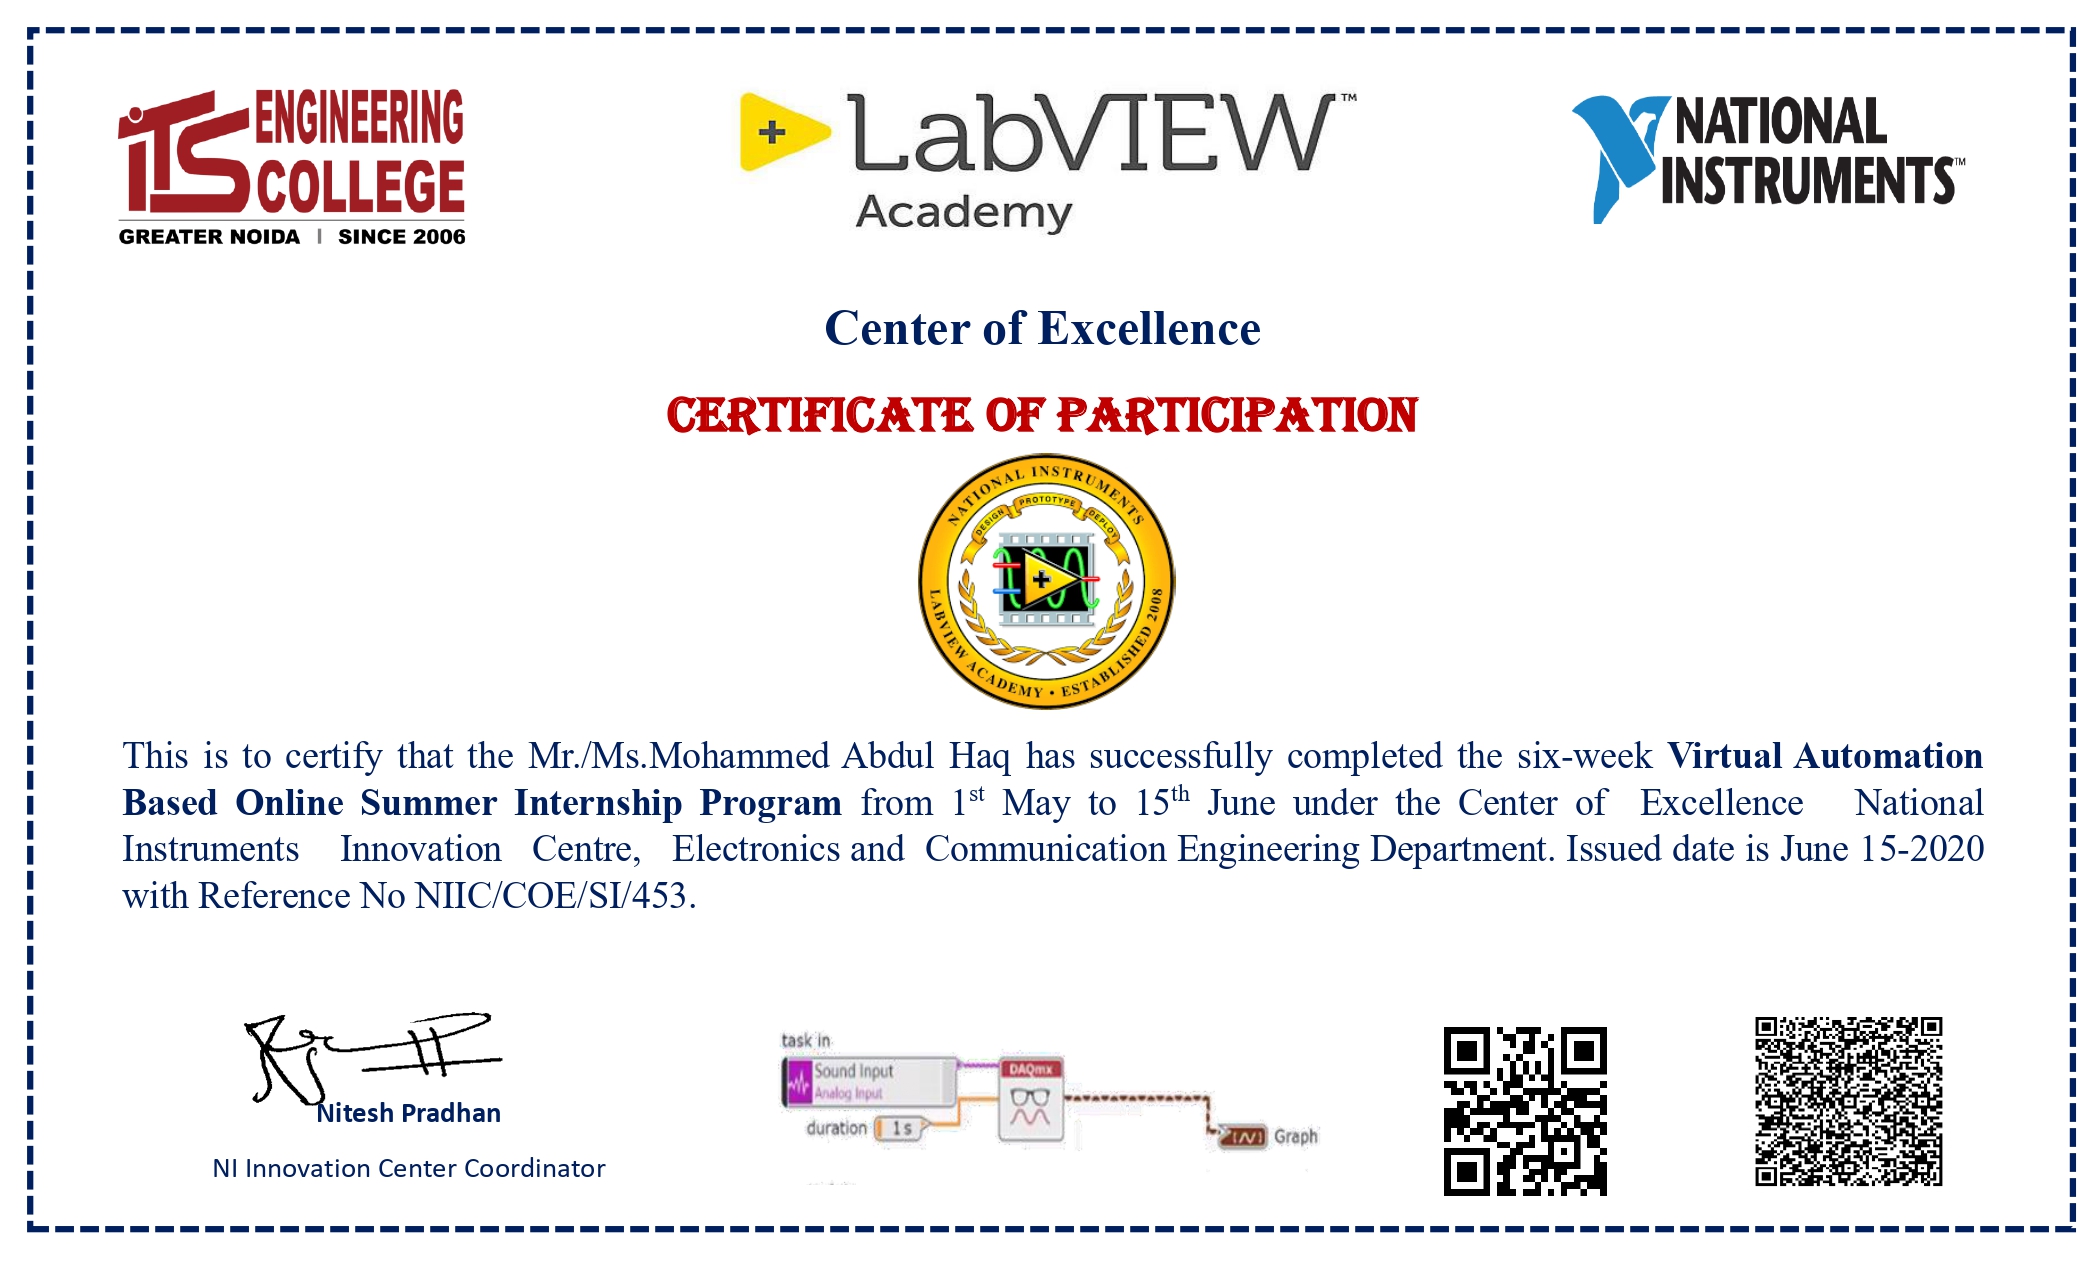 iTS ENGINEERING COLLEGE
GREATER NOIDA | SINCE 2006
LabVIEW™
Academy
NATIONAL
INSTRUMENTS™
Center of Excellence
CERTIFICATE OF PARTICIPATION
NATIONAL INSTRUMENTS
DESIGN PROTOTYPE DEPLOY
LABVIEW ACADEMY • ESTABLISHED 2008
This is to certify that the Mr./Ms.Mohammed Abdul Haq has successfully completed the six-week Virtual Automation
Based Online Summer Internship Program from 1st May to 15th June under the Center of Excellence National
Instruments Innovation Centre, Electronics and Communication Engineering Department. Issued date is June 15-2020
with Reference No NIIC/COE/SI/453.
Nitesh Pradhan
NI Innovation Center Coordinator
task in
Sound Input
Analog Input
duration 1 s
DAQmx
Graph